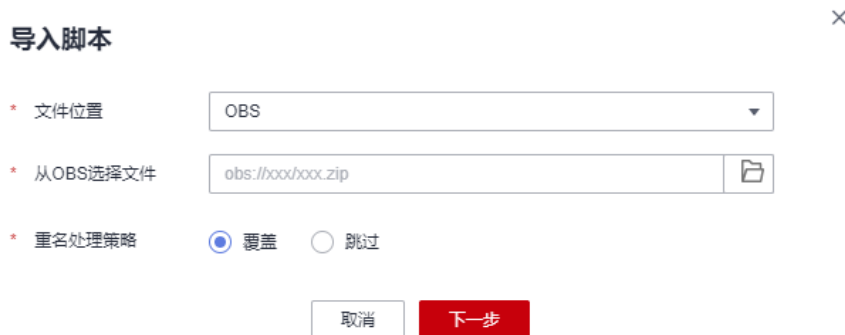 导入脚本
* 文件位置 OBS
* 从OBS选择文件 obs://xxx/xxx.zip
* 重名处理策略 覆盖 跳过
取消 下一步